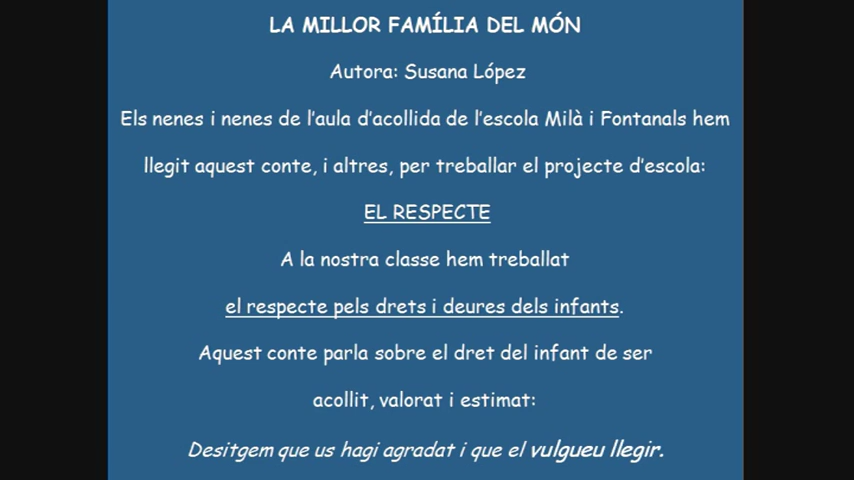 LA MILLOR FAMÍLIA DEL MÓN
Autora: Susana López
Els nenes i nenes de l'aula d'acollida de l'escola Milà i Fontanals hem
llegit aquest conte, i altres, per treballar el projecte d'escola:
EL RESPECTE
A la nostra classe hem treballat
el respecte pels drets i deures dels infants.
Aquest conte parla sobre el dret del infant de ser
acollit, valorat i estimat:
Desitgem que us hagi agradat i que el vulgueu llegir.